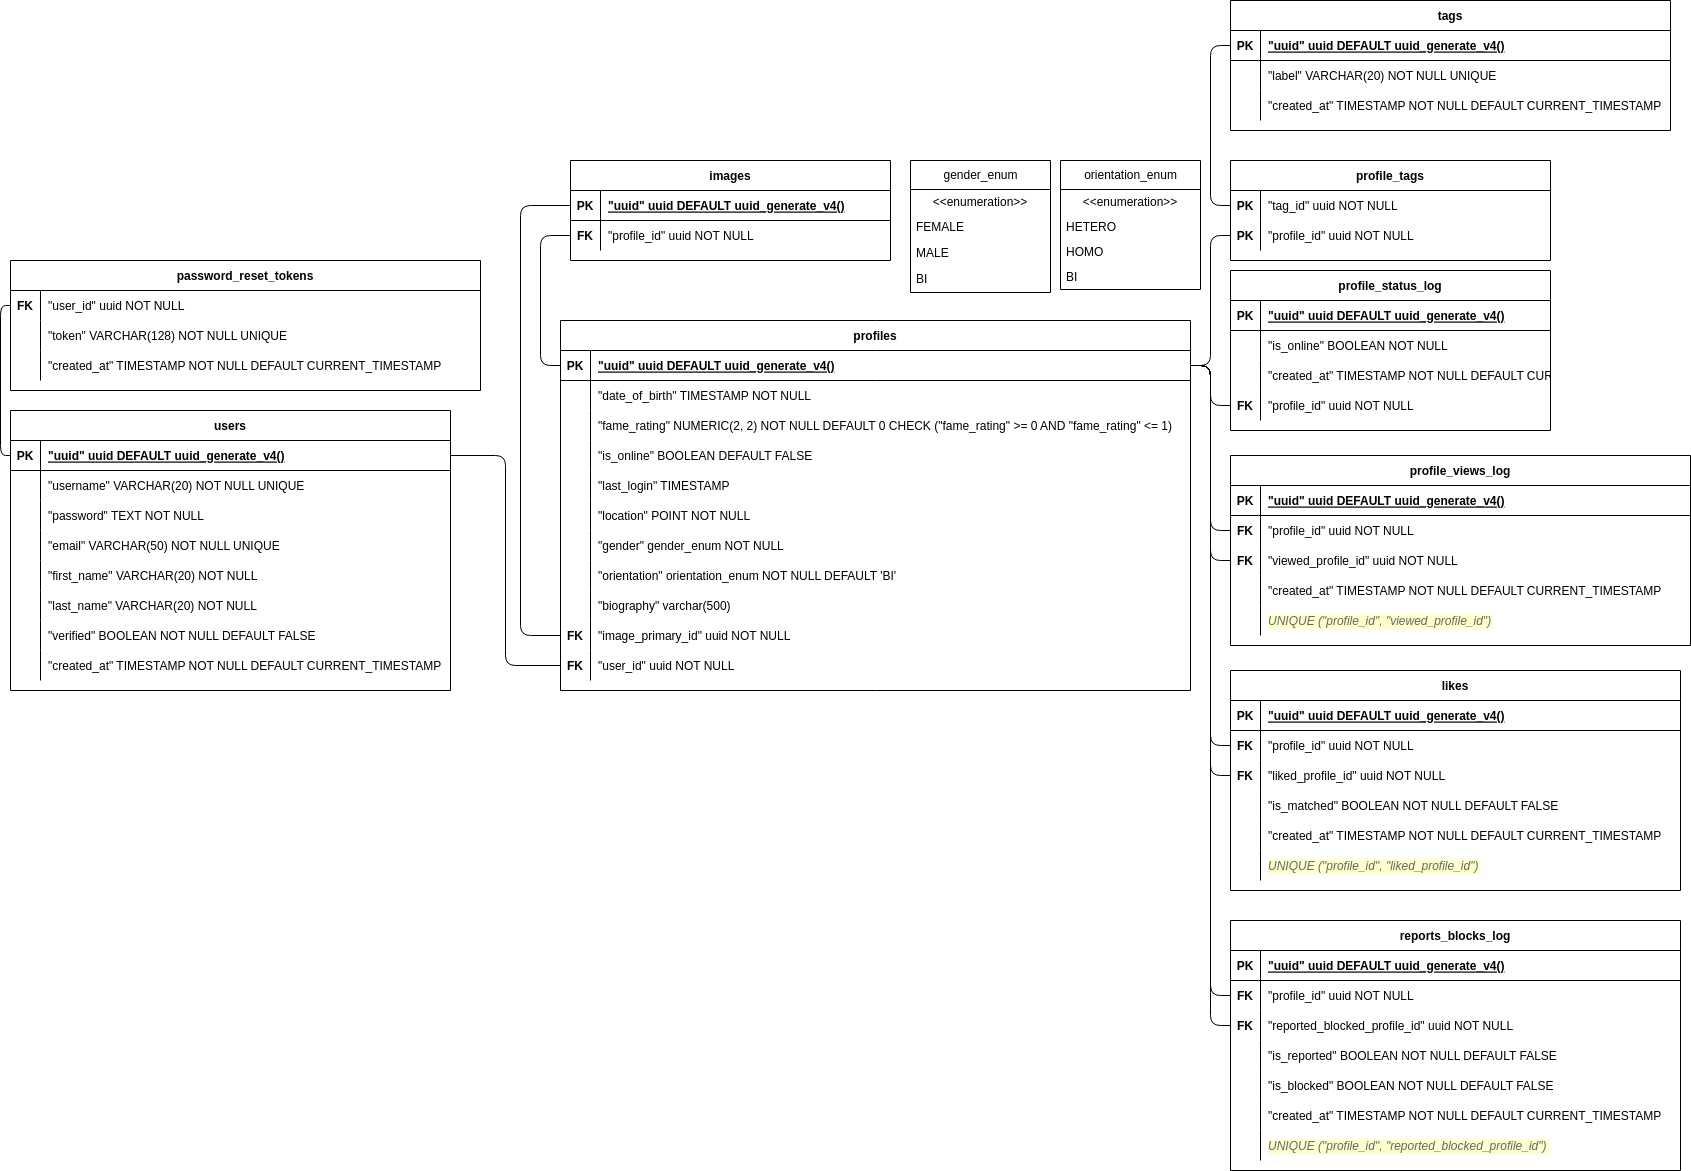 tags
PK "uuid" uuid DEFAULT uuid_generate_v4()
"label" VARCHAR(20) NOT NULL UNIQUE
"created_at" TIMESTAMP NOT NULL DEFAULT CURRENT_TIMESTAMP
images
PK "uuid" uuid DEFAULT uuid_generate_v4()
FK "profile_id" uuid NOT NULL
gender_enum
<<enumeration>>
FEMALE
MALE
BI
orientation_enum
<<enumeration>>
HETERO
HOMO
BI
profile_tags
PK "tag_id" uuid NOT NULL
PK "profile_id" uuid NOT NULL
password_reset_tokens
FK "user_id" uuid NOT NULL
"token" VARCHAR(128) NOT NULL UNIQUE
"created_at" TIMESTAMP NOT NULL DEFAULT CURRENT_TIMESTAMP
profile_status_log
PK "uuid" uuid DEFAULT uuid_generate_v4()
"is_online" BOOLEAN NOT NULL
"created_at" TIMESTAMP NOT NULL DEFAULT CUR
FK "profile_id" uuid NOT NULL
users
PK "uuid" uuid DEFAULT uuid_generate_v4()
"username" VARCHAR(20) NOT NULL UNIQUE
"password" TEXT NOT NULL
"email" VARCHAR(50) NOT NULL UNIQUE
"first_name" VARCHAR(20) NOT NULL
"last_name" VARCHAR(20) NOT NULL
"verified" BOOLEAN NOT NULL DEFAULT FALSE
"created_at" TIMESTAMP NOT NULL DEFAULT CURRENT_TIMESTAMP
profiles
PK "uuid" uuid DEFAULT uuid_generate_v4()
"date_of_birth" TIMESTAMP NOT NULL
"fame_rating" NUMERIC(2, 2) NOT NULL DEFAULT 0 CHECK ("fame_rating" >= 0 AND "fame_rating" <= 1)
"is_online" BOOLEAN DEFAULT FALSE
"last_login" TIMESTAMP
"location" POINT NOT NULL
"gender" gender_enum NOT NULL
"orientation" orientation_enum NOT NULL DEFAULT 'BI'
"biography" varchar(500)
FK "image_primary_id" uuid NOT NULL
FK "user_id" uuid NOT NULL
profile_views_log
PK "uuid" uuid DEFAULT uuid_generate_v4()
FK "profile_id" uuid NOT NULL
FK "viewed_profile_id" uuid NOT NULL
"created_at" TIMESTAMP NOT NULL DEFAULT CURRENT_TIMESTAMP
UNIQUE ("profile_id", "viewed_profile_id")
likes
PK "uuid" uuid DEFAULT uuid_generate_v4()
FK "profile_id" uuid NOT NULL
FK "liked_profile_id" uuid NOT NULL
"is_matched" BOOLEAN NOT NULL DEFAULT FALSE
"created_at" TIMESTAMP NOT NULL DEFAULT CURRENT_TIMESTAMP
UNIQUE ("profile_id", "liked_profile_id")
reports_blocks_log
PK "uuid" uuid DEFAULT uuid_generate_v4()
FK "profile_id" uuid NOT NULL
FK "reported_blocked_profile_id" uuid NOT NULL
"is_reported" BOOLEAN NOT NULL DEFAULT FALSE
"is_blocked" BOOLEAN NOT NULL DEFAULT FALSE
"created_at" TIMESTAMP NOT NULL DEFAULT CURRENT_TIMESTAMP
UNIQUE ("profile_id", "reported_blocked_profile_id")